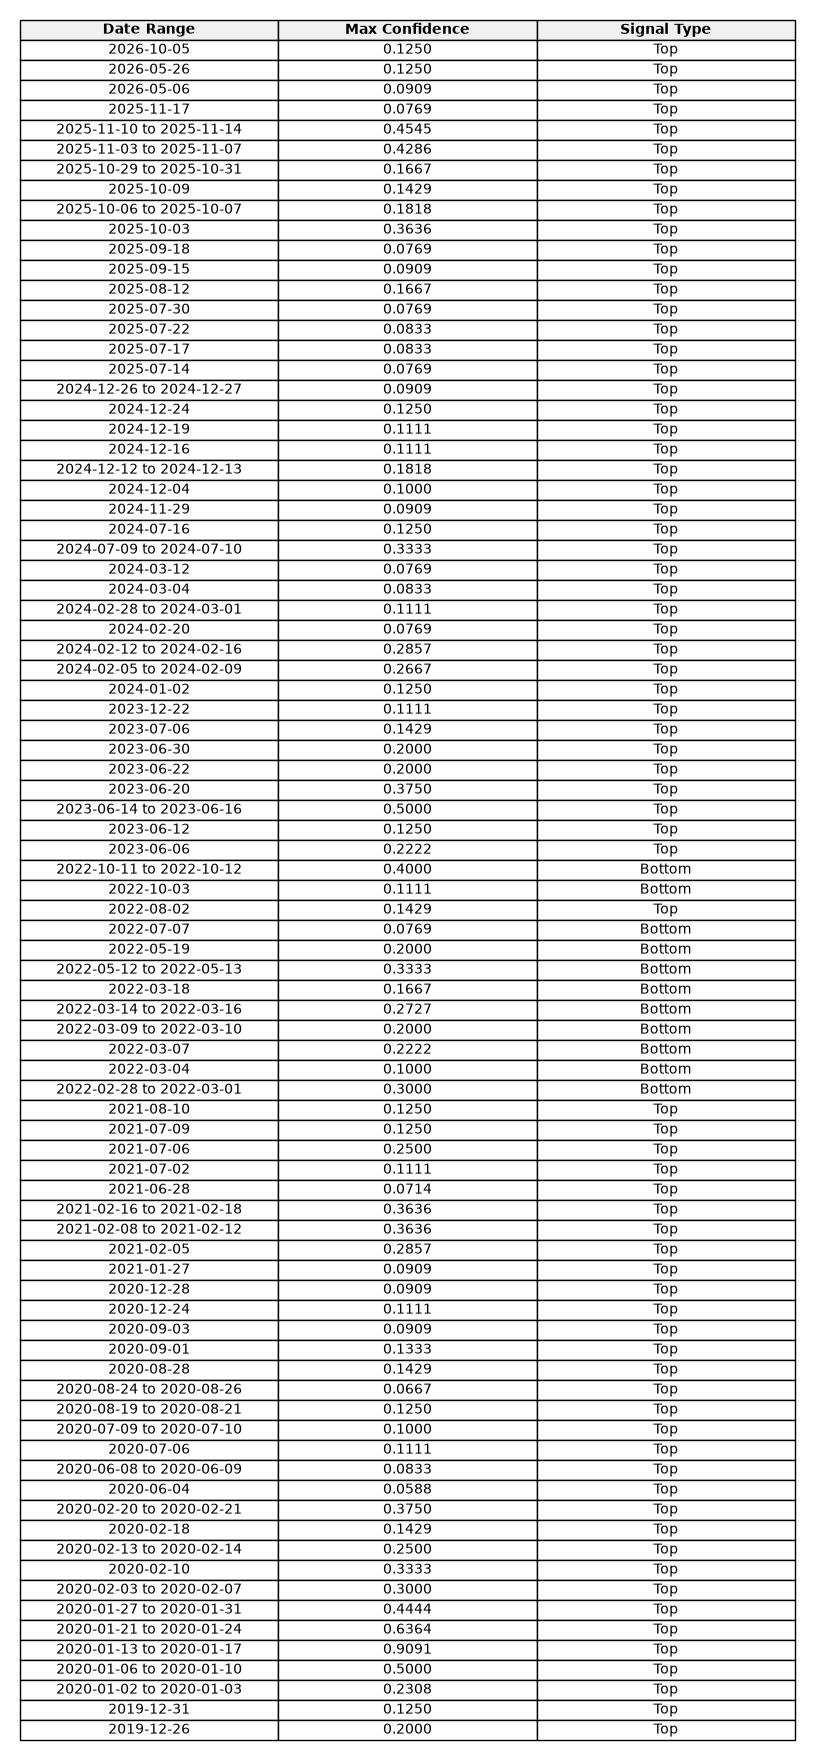 Date Range Max Confidence Signal Type
2026-10-05 0.1250 Top
2026-05-26 0.1250 Top
2026-05-06 0.0909 Top
2025-11-17 0.0769 Top
2025-11-10 to 2025-11-14 0.4545 Top
2025-11-03 to 2025-11-07 0.4286 Top
2025-10-29 to 2025-10-31 0.1667 Top
2025-10-09 0.1429 Top
2025-10-06 to 2025-10-07 0.1818 Top
2025-10-03 0.3636 Top
2025-09-18 0.0769 Top
2025-09-15 0.0909 Top
2025-08-12 0.1667 Top
2025-07-30 0.0769 Top
2025-07-22 0.0833 Top
2025-07-17 0.0833 Top
2025-07-14 0.0769 Top
2024-12-26 to 2024-12-27 0.0909 Top
2024-12-24 0.1250 Top
2024-12-19 0.1111 Top
2024-12-16 0.1111 Top
2024-12-12 to 2024-12-13 0.1818 Top
2024-12-04 0.1000 Top
2024-11-29 0.0909 Top
2024-07-16 0.1250 Top
2024-07-09 to 2024-07-10 0.3333 Top
2024-03-12 0.0769 Top
2024-03-04 0.0833 Top
2024-02-28 to 2024-03-01 0.1111 Top
2024-02-20 0.0769 Top
2024-02-12 to 2024-02-16 0.2857 Top
2024-02-05 to 2024-02-09 0.2667 Top
2024-01-02 0.1250 Top
2023-12-22 0.1111 Top
2023-07-06 0.1429 Top
2023-06-30 0.2000 Top
2023-06-22 0.2000 Top
2023-06-20 0.3750 Top
2023-06-14 to 2023-06-16 0.5000 Top
2023-06-12 0.1250 Top
2023-06-06 0.2222 Top
2022-10-11 to 2022-10-12 0.4000 Bottom
2022-10-03 0.1111 Bottom
2022-08-02 0.1429 Top
2022-07-07 0.0769 Bottom
2022-05-19 0.2000 Bottom
2022-05-12 to 2022-05-13 0.3333 Bottom
2022-03-18 0.1667 Bottom
2022-03-14 to 2022-03-16 0.2727 Bottom
2022-03-09 to 2022-03-10 0.2000 Bottom
2022-03-07 0.2222 Bottom
2022-03-04 0.1000 Bottom
2022-02-28 to 2022-03-01 0.3000 Bottom
2021-08-10 0.1250 Top
2021-07-09 0.1250 Top
2021-07-06 0.2500 Top
2021-07-02 0.1111 Top
2021-06-28 0.0714 Top
2021-02-16 to 2021-02-18 0.3636 Top
2021-02-08 to 2021-02-12 0.3636 Top
2021-02-05 0.2857 Top
2021-01-27 0.0909 Top
2020-12-28 0.0909 Top
2020-12-24 0.1111 Top
2020-09-03 0.0909 Top
2020-09-01 0.1333 Top
2020-08-28 0.1429 Top
2020-08-24 to 2020-08-26 0.0667 Top
2020-08-19 to 2020-08-21 0.1250 Top
2020-07-09 to 2020-07-10 0.1000 Top
2020-07-06 0.1111 Top
2020-06-08 to 2020-06-09 0.0833 Top
2020-06-04 0.0588 Top
2020-02-20 to 2020-02-21 0.3750 Top
2020-02-18 0.1429 Top
2020-02-13 to 2020-02-14 0.2500 Top
2020-02-10 0.3333 Top
2020-02-03 to 2020-02-07 0.3000 Top
2020-01-27 to 2020-01-31 0.4444 Top
2020-01-21 to 2020-01-24 0.6364 Top
2020-01-13 to 2020-01-17 0.9091 Top
2020-01-06 to 2020-01-10 0.5000 Top
2020-01-02 to 2020-01-03 0.2308 Top
2019-12-31 0.1250 Top
2019-12-26 0.2000 Top